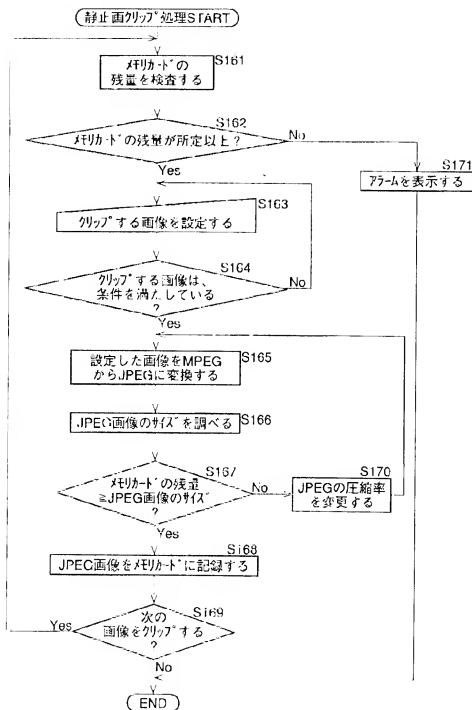 静止画クリップ処理START
S161
メモリカードの
残量を検査する
S162
メモリカードの残量が所定以上?
No
Yes
S171
アラームを表示する
S163
クリップする画像を設定する
S164
クリップする画像は、
条件を満たしている
?
No
Yes
設定した画像をMPEG
からJPEGに変換する
S165
JPEG画像のサイズを調べる
S166
S167
メモリカードの残量
≧JPEG画像のサイズ
?
No
Yes
S170
JPEGの圧縮率
を変更する
S168
JPEG画像をメモリカードに記録する
S169
次の
画像をクリップする
?
Yes
No
END